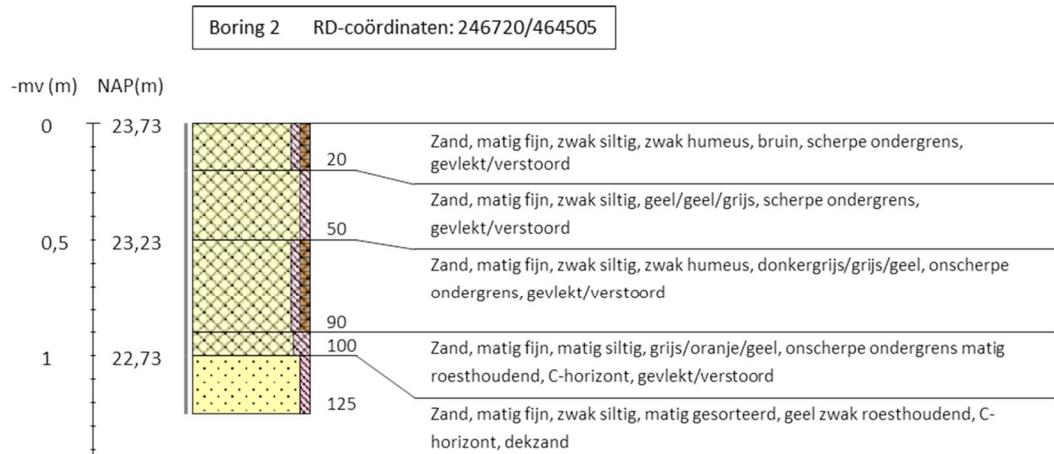 Boring 2 RD-coördinaten: 246720/464505
-mv (m) NAP(m)
0 23,73
Zand, matig fijn, zwak siltig, zwak humeus, bruin, scherpe ondergrens,
gevlekt/verstoord
20
Zand, matig fijn, zwak siltig, geel/geel/grijs, scherpe ondergrens,
gevlekt/verstoord
50
0,5 23,23
Zand, matig fijn, zwak siltig, zwak humeus, donkergrijs/grijs/geel, onscherpe
ondergrens, gevlekt/verstoord
90
100
1 22,73
Zand, matig fijn, matig siltig, grijs/oranje/geel, onscherpe ondergrens matig
roesthoudend, C-horizont, gevlekt/verstoord
125
Zand, matig fijn, zwak siltig, matig gesorteerd, geel zwak roesthoudend, C-
horizont, dekzand